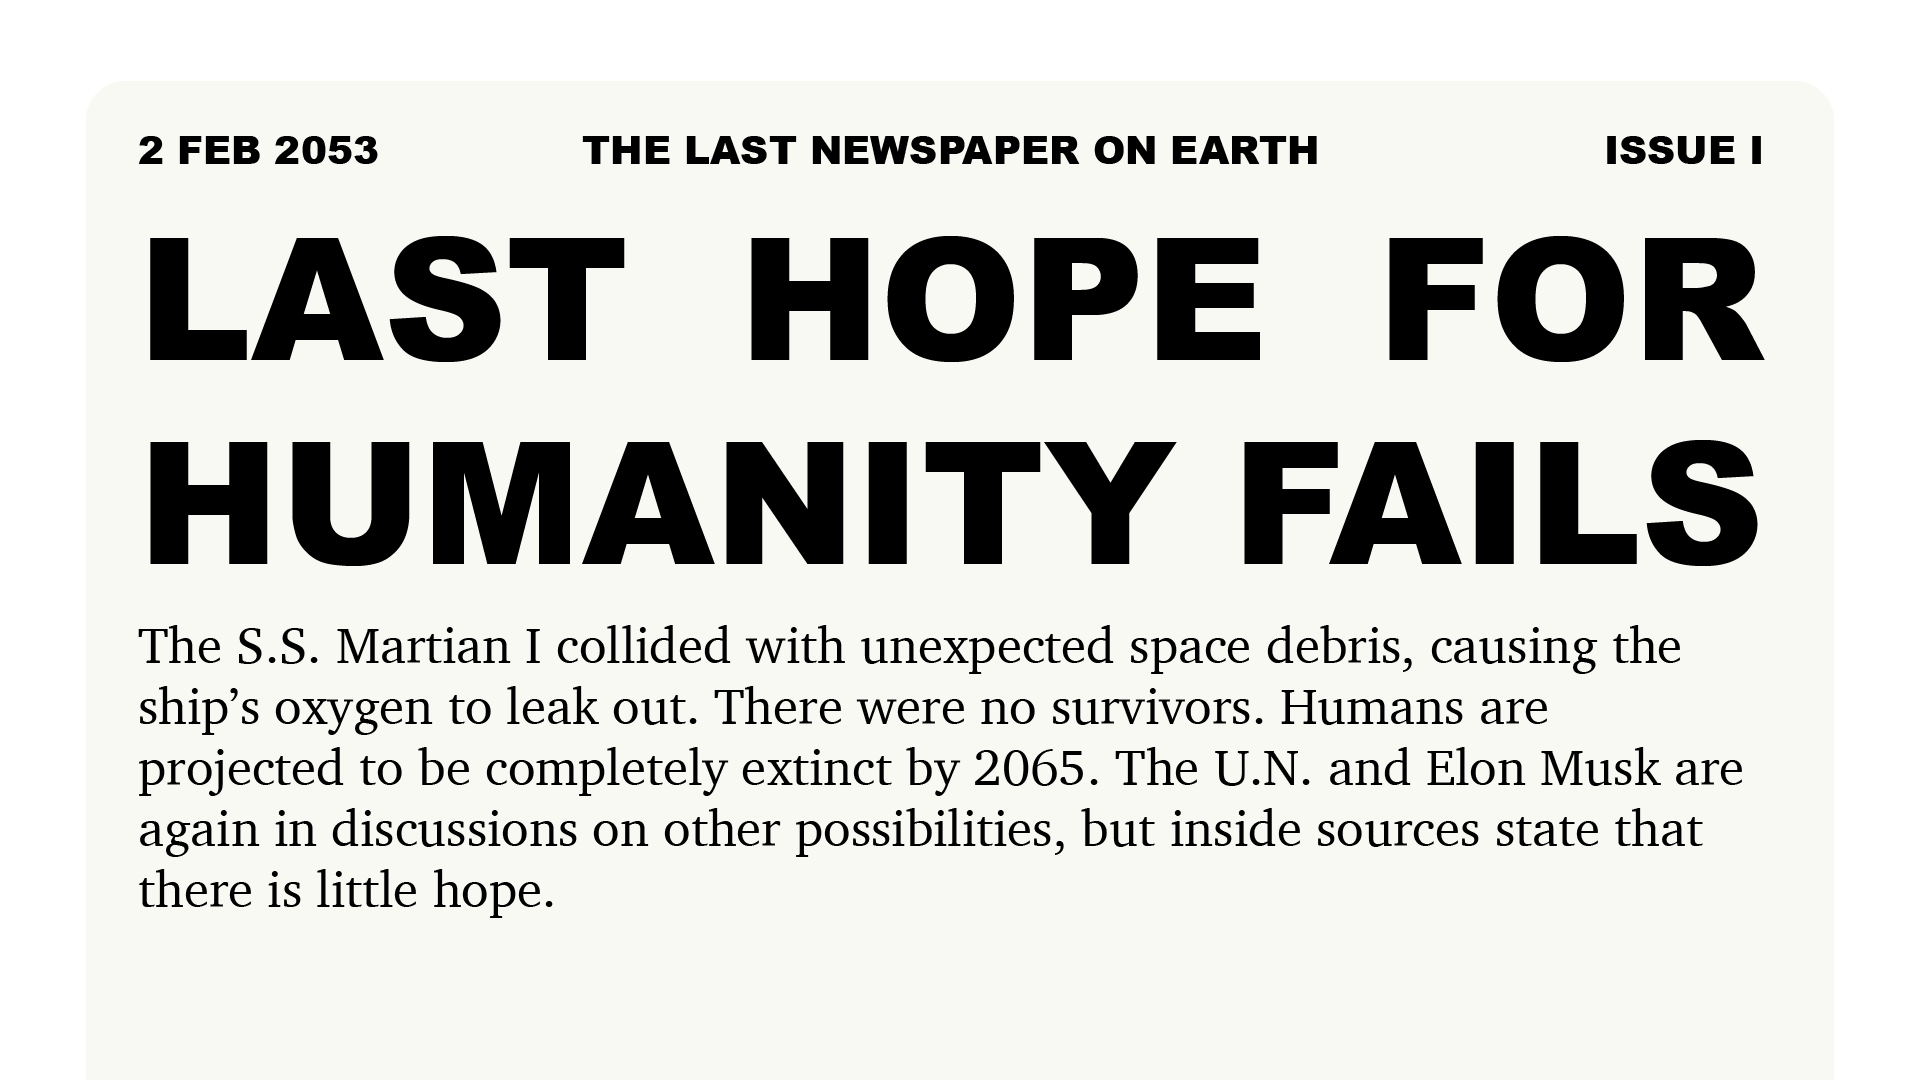 2 FEB 2053 THE LAST NEWSPAPER ON EARTH ISSUE I
LAST HOPE FOR
HUMANITY FAILS
The S.S. Martian I collided with unexpected space debris, causing the
ship’s oxygen to leak out. There were no survivors. Humans are
projected to be completely extinct by 2065. The U.N. and Elon Musk are
again in discussions on other possibilities, but inside sources state that
there is little hope.